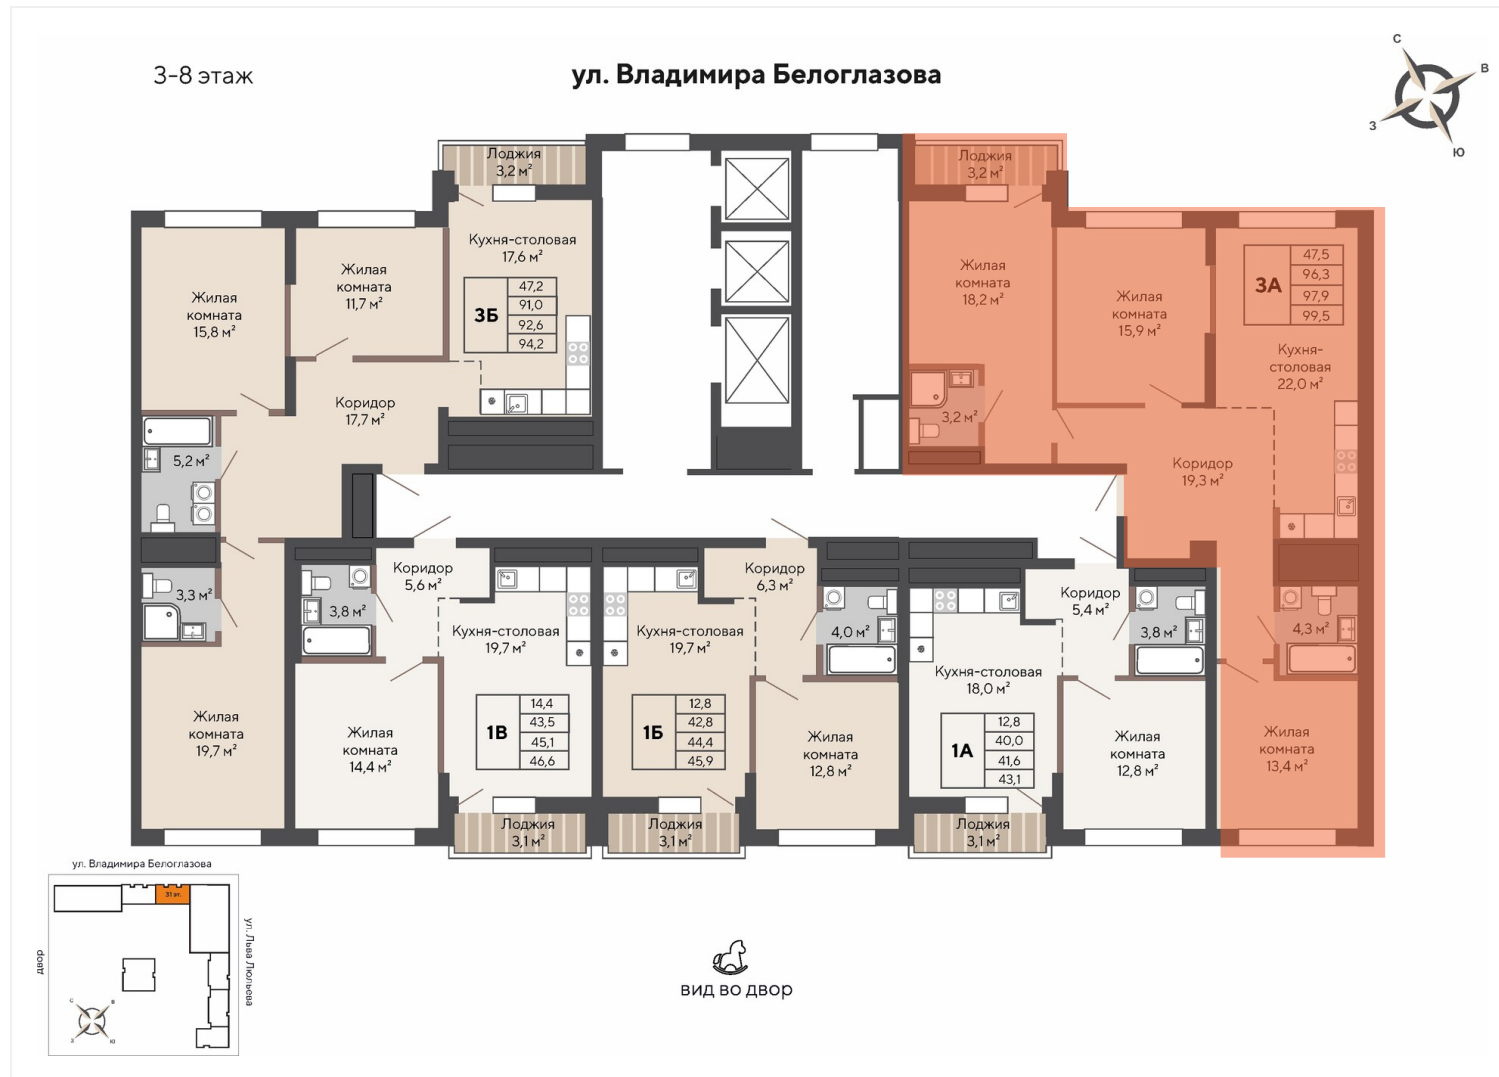 3-8 этаж
ул. Владимира Белоглазова
С
В
З
Ю
Лоджия
3,2 м²
Кухня-столовая
17,6 м²
3Б
47,2
91,0
92,6
94,2
Жилая
комната
11,7 м²
Жилая
комната
15,8 м²
Коридор
17,7 м²
5,2 м²
3,3 м²
Жилая
комната
19,7 м²
Лоджия
3,2 м²
Жилая
комната
18,2 м²
Жилая
комната
15,9 м²
3А
47,5
96,3
97,9
99,5
Кухня-
столовая
22,0 м²
3,2 м²
Коридор
19,3 м²
4,3 м²
Жилая
комната
13,4 м²
Коридор
5,6 м²
3,8 м²
Кухня-столовая
19,7 м²
Жилая
комната
14,4 м²
1В
14,4
43,5
45,1
46,6
Лоджия
3,1 м²
Коридор
6,3 м²
4,0 м²
Кухня-столовая
19,7 м²
1Б
12,8
42,8
44,4
45,9
Жилая
комната
12,8 м²
Лоджия
3,1 м²
Коридор
5,4 м²
3,8 м²
Кухня-столовая
18,0 м²
1А
12,8
40,0
41,6
43,1
Жилая
комната
12,8 м²
Лоджия
3,1 м²
ул. Владимира Белоглазова
31 эт.
двор
ул. Льва Люльева
С
В
З
Ю
вид во двор